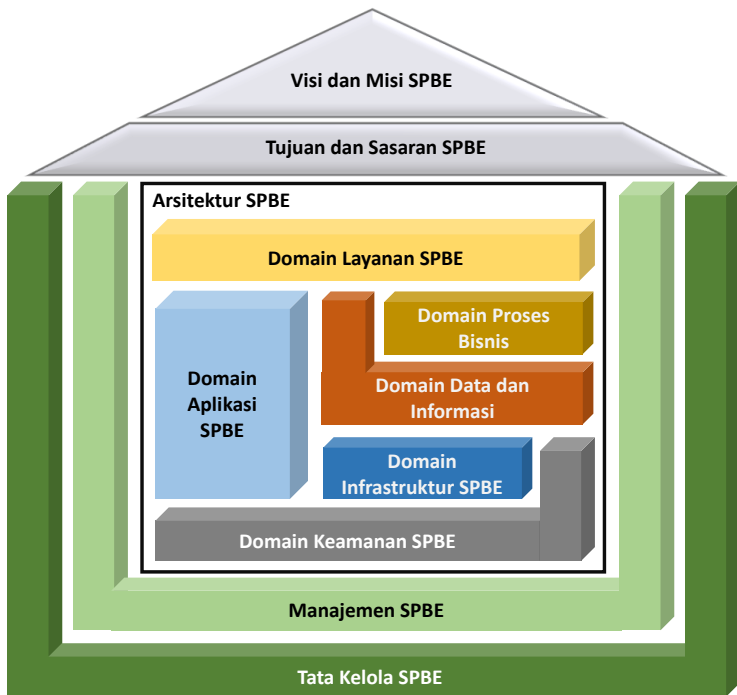 Visi dan Misi SPBE
Tujuan dan Sasaran SPBE
Arsitektur SPBE
Domain Layanan SPBE
Domain Proses
Bisnis
Domain
Aplikasi
SPBE
Domain Data dan
Informasi
Domain
Infrastruktur SPBE
Domain Keamanan SPBE
Manajemen SPBE
Tata Kelola SPBE